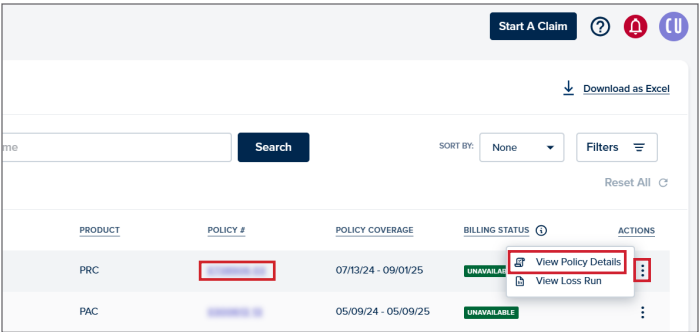 Start A Claim
CU
Download as Excel
me
Search
SORT BY:
None
Filters
Reset All
PRODUCT POLICY # POLICY COVERAGE BILLING STATUS ACTIONS
View Policy Details
PRC 07/13/24 - 09/01/25 UNAVAILAB
View Loss Run
PAC 05/09/24 - 05/09/25 UNAVAILABLE